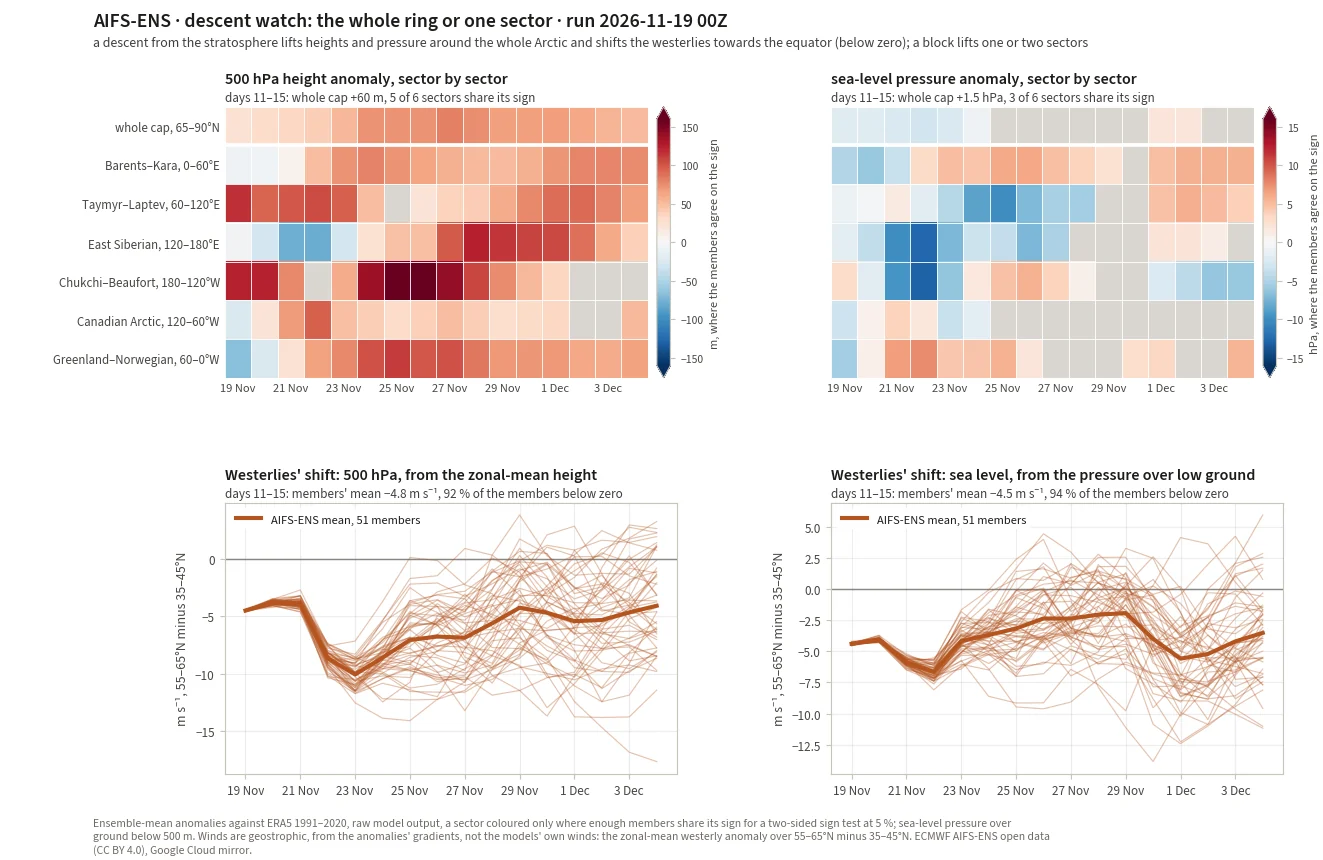 AIFS-ENS · descent watch: the whole ring or one sector · run 2026-11-19 00Z
a descent from the stratosphere lifts heights and pressure around the whole Arctic and shifts the westerlies towards the equator (below zero); a block lifts one or two sectors
500 hPa height anomaly, sector by sector
days 11–15: whole cap +60 m, 5 of 6 sectors share its sign
whole cap, 65–90°N
Barents–Kara, 0–60°E
Taymyr–Laptev, 60–120°E
East Siberian, 120–180°E
Chukchi–Beaufort, 180–120°W
Canadian Arctic, 120–60°W
Greenland–Norwegian, 60–0°W
19 Nov 21 Nov 23 Nov 25 Nov 27 Nov 29 Nov 1 Dec 3 Dec
150
100
50
0
−50
−100
−150
m, where the members agree on the sign
sea-level pressure anomaly, sector by sector
days 11–15: whole cap +1.5 hPa, 3 of 6 sectors share its sign
19 Nov 21 Nov 23 Nov 25 Nov 27 Nov 29 Nov 1 Dec 3 Dec
15
10
5
0
−5
−10
−15
hPa, where the members agree on the sign
Westerlies' shift: 500 hPa, from the zonal-mean height
days 11–15: members' mean −4.8 m s⁻¹, 92 % of the members below zero
AIFS-ENS mean, 51 members
m s⁻¹, 55–65°N minus 35–45°N
0
−5
−10
−15
19 Nov 21 Nov 23 Nov 25 Nov 27 Nov 29 Nov 1 Dec 3 Dec
Westerlies' shift: sea level, from the pressure over low ground
days 11–15: members' mean −4.5 m s⁻¹, 94 % of the members below zero
AIFS-ENS mean, 51 members
m s⁻¹, 55–65°N minus 35–45°N
5.0
2.5
0.0
−2.5
−5.0
−7.5
−10.0
−12.5
19 Nov 21 Nov 23 Nov 25 Nov 27 Nov 29 Nov 1 Dec 3 Dec
Ensemble-mean anomalies against ERA5 1991–2020, raw model output, a sector coloured only where enough members share its sign for a two-sided sign test at 5 %; sea-level pressure over
ground below 500 m. Winds are geostrophic, from the anomalies' gradients, not the models' own winds: the zonal-mean westerly anomaly over 55–65°N minus 35–45°N. ECMWF AIFS-ENS open data
(CC BY 4.0), Google Cloud mirror.